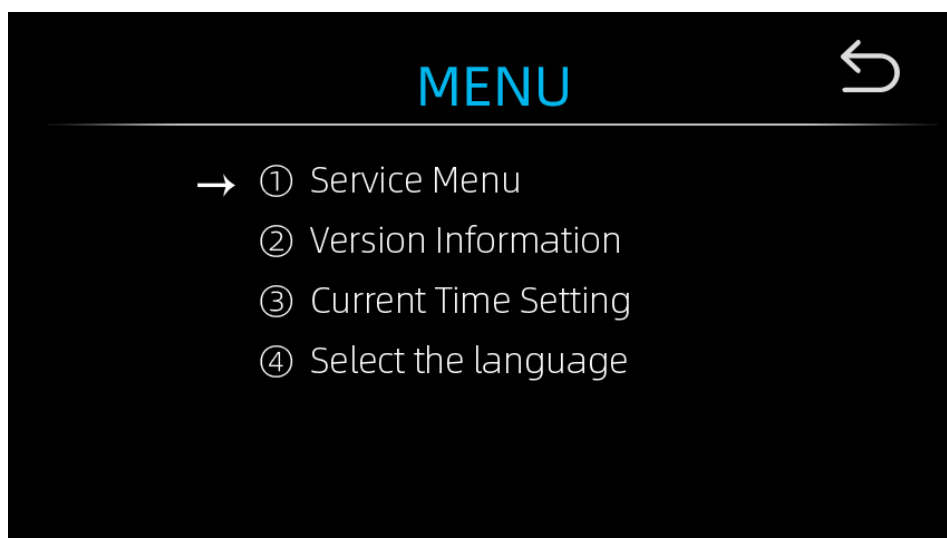 MENU
→ ① Service Menu
② Version Information
③ Current Time Setting
④ Select the language